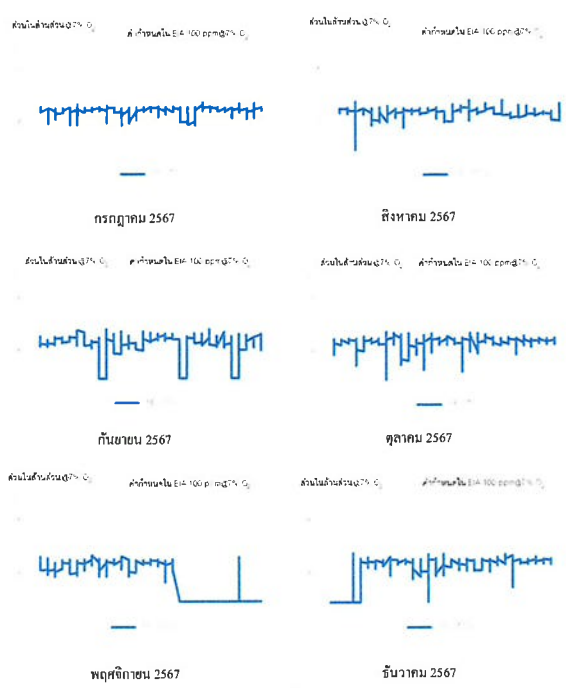 ส่วนในล้านส่วน@7% O₂ ค่ากำหนดใน EIA 100 ppm@7% O₂
ส่วนในล้านส่วน@7% O₂ ค่ากำหนดใน EIA 100 ppm@7% O₂
กรกฎาคม 2567
สิงหาคม 2567
ส่วนในล้านส่วน@7% O₂ ค่ากำหนดใน EIA 100 ppm@7% O₂
ส่วนในล้านส่วน@7% O₂ ค่ากำหนดใน EIA 100 ppm@7% O₂
กันยายน 2567
ตุลาคม 2567
ส่วนในล้านส่วน@7% O₂ ค่ากำหนดใน EIA 100 ppm@7% O₂
ส่วนในล้านส่วน@7% O₂ ค่ากำหนดใน EIA 100 ppm@7% O₂
พฤศจิกายน 2567
ธันวาคม 2567